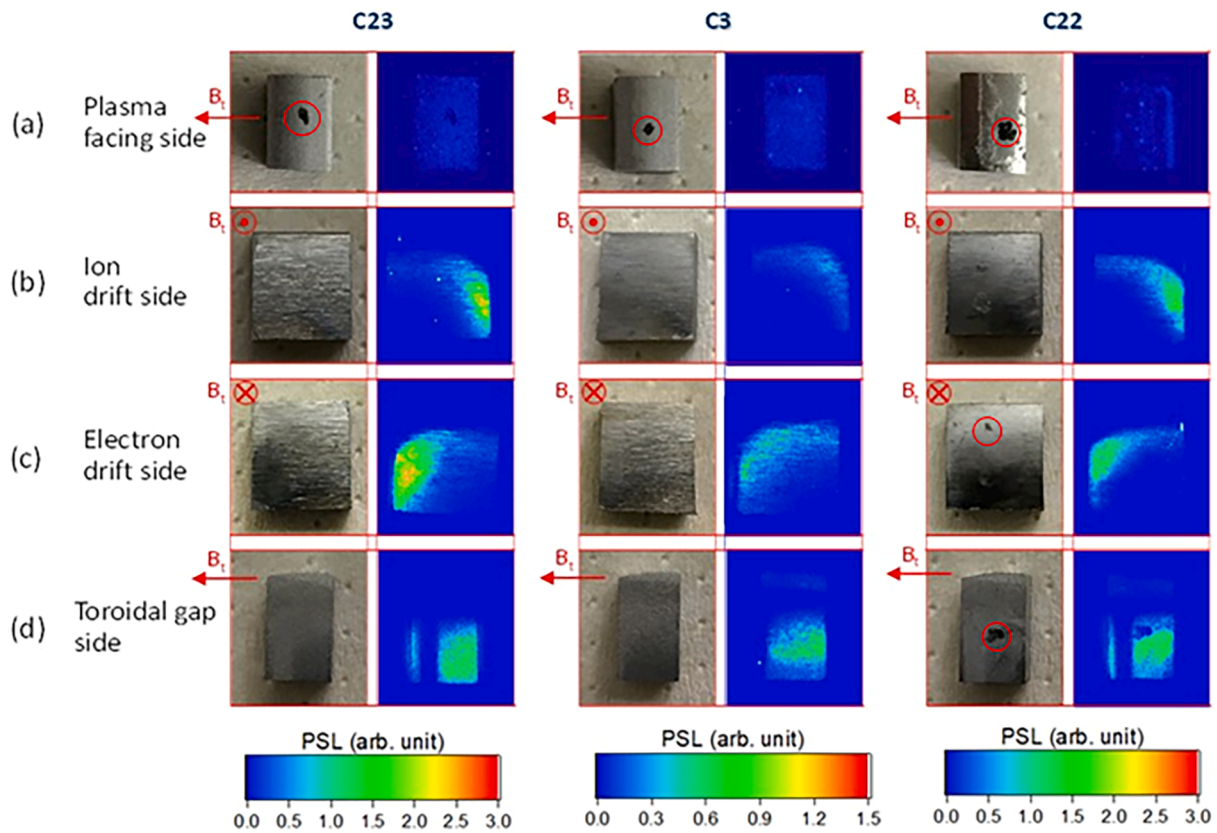 C23 C3 C22
(a) Plasma
facing side
Bt Bt Bt
(b) Ion
drift side
Bt Bt Bt
(c) Electron
drift side
Bt Bt Bt
(d) Toroidal gap
side
Bt Bt Bt
PSL (arb. unit) PSL (arb. unit) PSL (arb. unit)
0.0 0.5 1.0 1.5 2.0 2.5 3.0 0.0 0.3 0.6 0.9 1.2 1.5 0.0 0.5 1.0 1.5 2.0 2.5 3.0